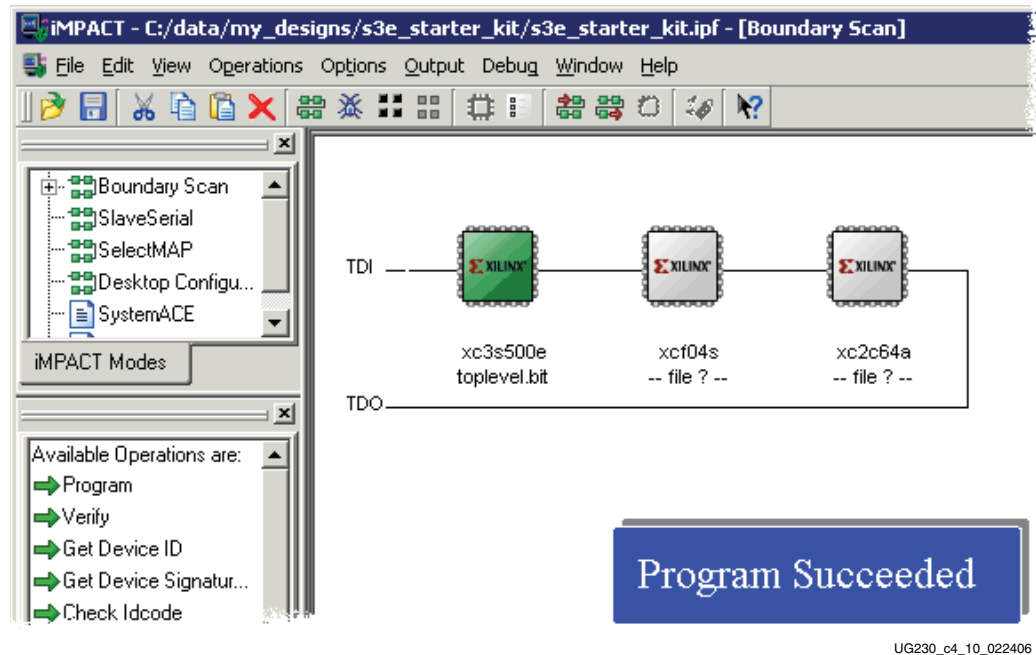 iMPACT - C:/data/my_designs/s3e_starter_kit/s3e_starter_kit.ipf - [Boundary Scan]
File Edit View Operations Options Output Debug Window Help
Boundary Scan
SlaveSerial
SelectMAP
Desktop Configu...
SystemACE
iMPACT Modes
Available Operations are:
Program
Verify
Get Device ID
Get Device Signatur...
Check Idcode
TDI
XILINX XILINX XILINX
xc3s500e xcf04s xc2c64a
toplevel.bit -- file ? -- -- file ? --
TDO
Program Succeeded
UG230_c4_10_022406